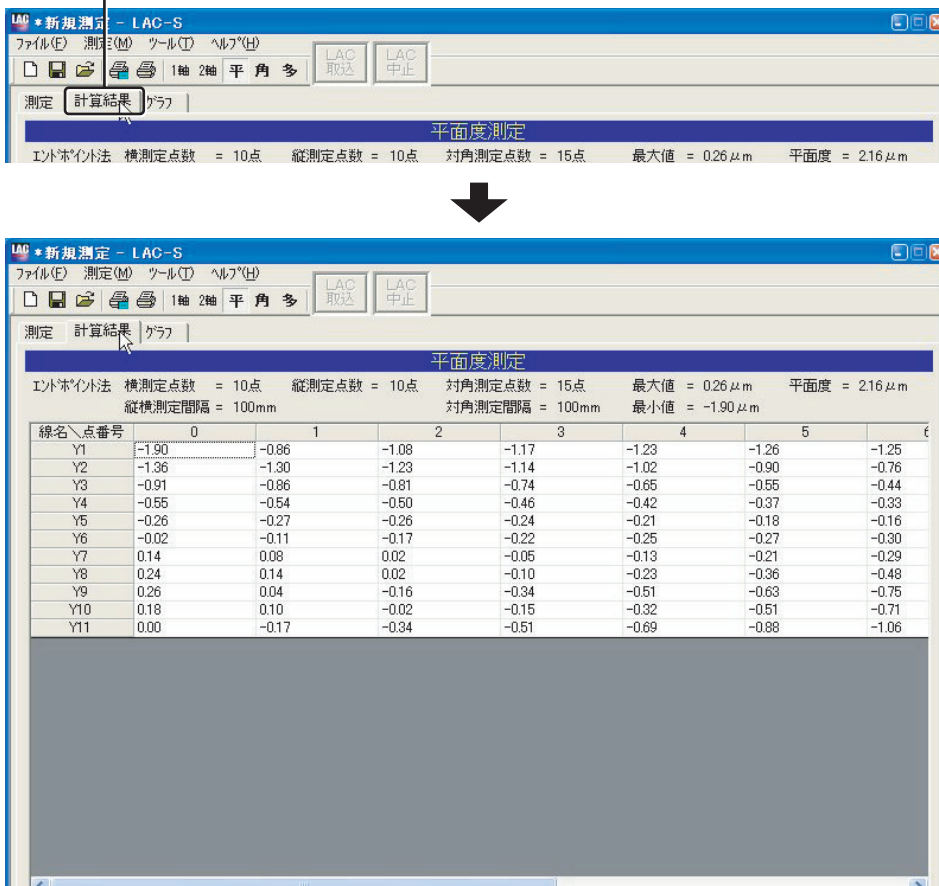 *新規測定 - LAC-S
ファイル(F) 測定(M) ツール(T) ヘルプ(H)
1軸 2軸 平 角 多 LAC取込 LAC中止
測定 計算結果 グラフ
平面度測定
エンドポイント法 横測定点数 = 10点 縦測定点数 = 10点 対角測定点数 = 15点 最大値 = 0.26μm 平面度 = 2.16μm
*新規測定 - LAC-S
ファイル(F) 測定(M) ツール(T) ヘルプ(H)
1軸 2軸 平 角 多 LAC取込 LAC中止
測定 計算結果 グラフ
平面度測定
エンドポイント法 横測定点数 = 10点 縦測定点数 = 10点 対角測定点数 = 15点 最大値 = 0.26μm 平面度 = 2.16μm
縦横測定間隔 = 100mm 対角測定間隔 = 100mm 最小値 = -1.90μm
線名＼点番号 0 1 2 3 4 5 6
Y1 -1.90 -0.86 -1.08 -1.17 -1.23 -1.26 -1.25
Y2 -1.36 -1.30 -1.23 -1.14 -1.02 -0.90 -0.76
Y3 -0.91 -0.86 -0.81 -0.74 -0.65 -0.55 -0.44
Y4 -0.55 -0.54 -0.50 -0.46 -0.42 -0.37 -0.33
Y5 -0.26 -0.27 -0.26 -0.24 -0.21 -0.18 -0.16
Y6 -0.02 -0.11 -0.17 -0.22 -0.25 -0.27 -0.30
Y7 0.14 0.08 0.02 -0.05 -0.13 -0.21 -0.29
Y8 0.24 0.14 0.02 -0.10 -0.23 -0.36 -0.48
Y9 0.26 0.04 -0.16 -0.34 -0.51 -0.63 -0.75
Y10 0.18 0.10 -0.02 -0.15 -0.32 -0.51 -0.71
Y11 0.00 -0.17 -0.34 -0.51 -0.69 -0.88 -1.06